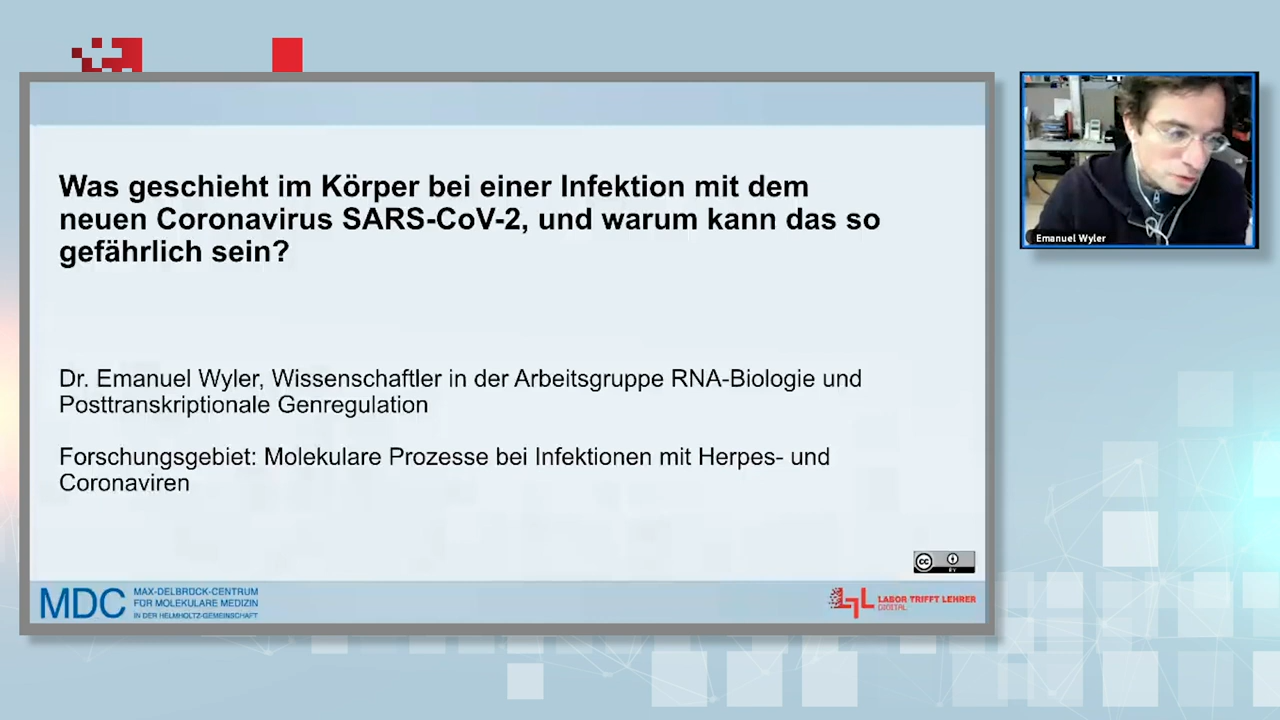 Was geschieht im Körper bei einer Infektion mit dem
neuen Coronavirus SARS-CoV-2, und warum kann das so
gefährlich sein?
Dr. Emanuel Wyler, Wissenschaftler in der Arbeitsgruppe RNA-Biologie und
Posttranskriptionale Genregulation
Forschungsgebiet: Molekulare Prozesse bei Infektionen mit Herpes- und
Coronaviren
cc
BY
MDC
MAX-DELBRÜCK-CENTRUM
FÜR MOLEKULARE MEDIZIN
IN DER HELMHOLTZ-GEMEINSCHAFT
LTL
LABOR TRIFFT LEHRER
DIGITAL
Emanuel Wyler